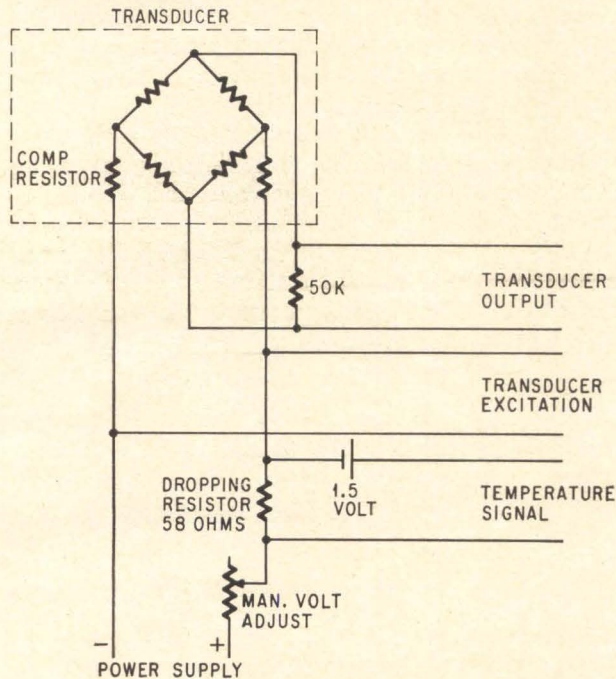 TRANSDUCER
COMP
RESISTOR
50K
TRANSDUCER
OUTPUT
TRANSDUCER
EXCITATION
DROPPING
RESISTOR
58 OHMS
1.5
VOLT
TEMPERATURE
SIGNAL
MAN. VOLT
ADJUST
- +
POWER SUPPLY